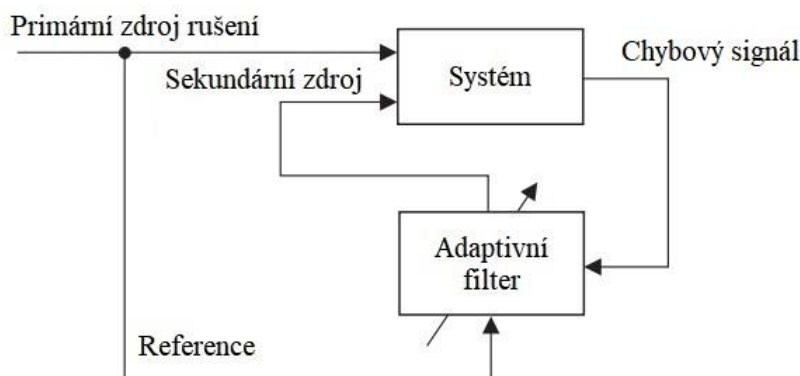 Primární zdroj rušení
Chybový signál
Sekundární zdroj
Systém
Adaptivní
filter
Reference